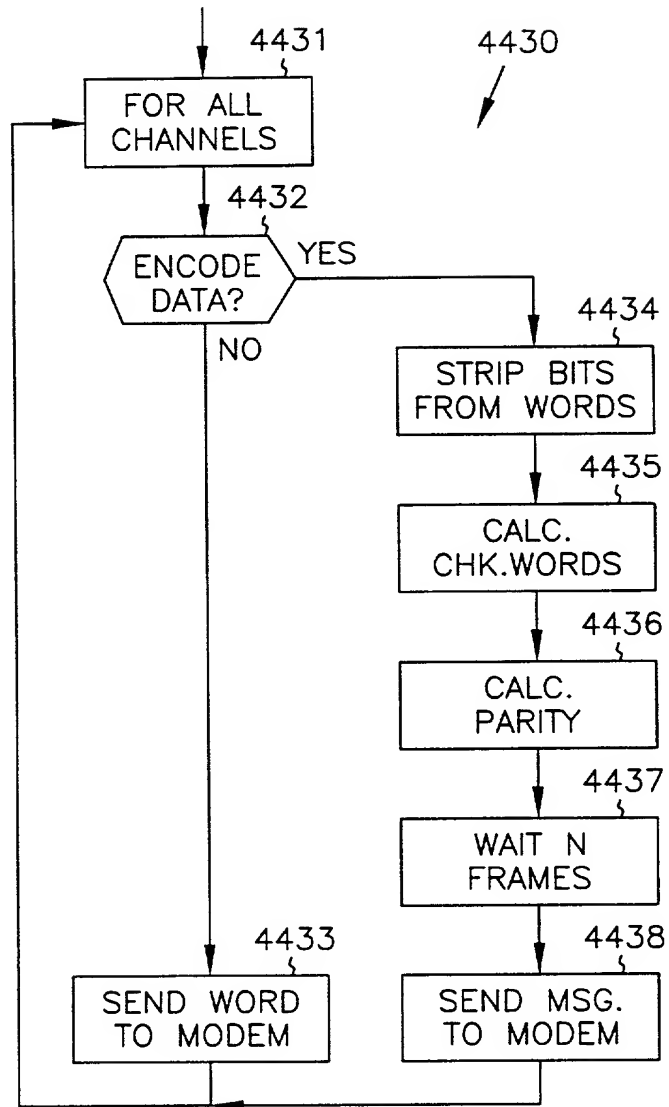 4431
4430
FOR ALL
CHANNELS
4432
ENCODE
DATA?
YES
NO
4434
STRIP BITS
FROM WORDS
4435
CALC.
CHK.WORDS
4436
CALC.
PARITY
4437
WAIT N
FRAMES
4433
SEND WORD
TO MODEM
4438
SEND MSG.
TO MODEM